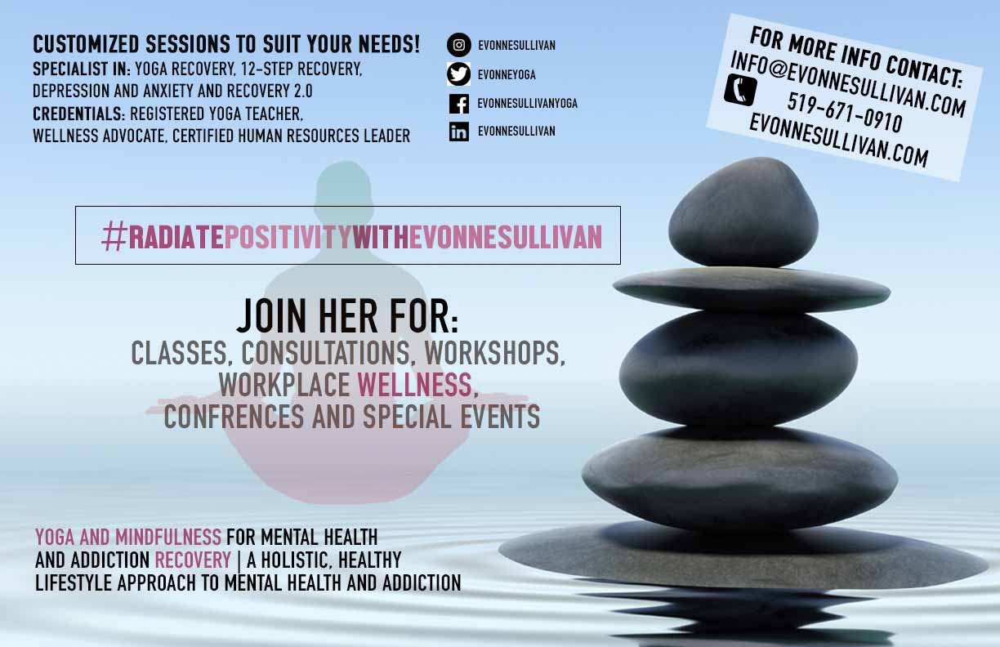 CUSTOMIZED SESSIONS TO SUIT YOUR NEEDS!
SPECIALIST IN: YOGA RECOVERY, 12-STEP RECOVERY,
DEPRESSION AND ANXIETY AND RECOVERY 2.0
CREDENTIALS: REGISTERED YOGA TEACHER,
WELLNESS ADVOCATE, CERTIFIED HUMAN RESOURCES LEADER
EVONNESULLIVAN
EVONNEYOGA
EVONNESULLIVANYOGA
in EVONNESULLIVAN
FOR MORE INFO CONTACT:
INFO@EVONNESULLIVAN.COM
519-671-0910
EVONNESULLIVAN.COM
#RADIATEPOSITIVITYWITHEVONNESULLIVAN
JOIN HER FOR:
CLASSES, CONSULTATIONS, WORKSHOPS,
WORKPLACE WELLNESS,
CONFRENCES AND SPECIAL EVENTS
YOGA AND MINDFULNESS FOR MENTAL HEALTH
AND ADDICTION RECOVERY | A HOLISTIC, HEALTHY
LIFESTYLE APPROACH TO MENTAL HEALTH AND ADDICTION